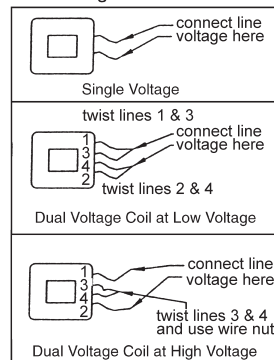 connect line
voltage here
Single Voltage
twist lines 1 & 3
connect line
voltage here
1
3
4
2
twist lines 2 & 4
Dual Voltage Coil at Low Voltage
connect line
voltage here
1
3
4
2
twist lines 3 & 4
and use wire nut
Dual Voltage Coil at High Voltage